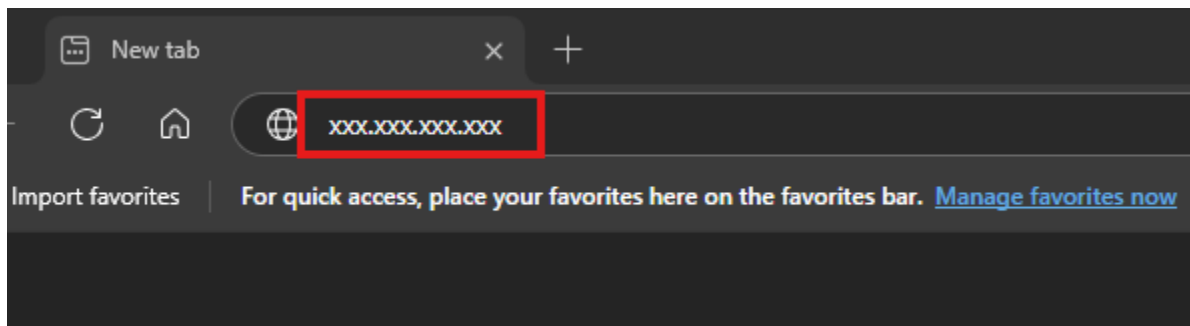 New tab
xxx.xxx.xxx.xxx
Import favorites
For quick access, place your favorites here on the favorites bar. Manage favorites now